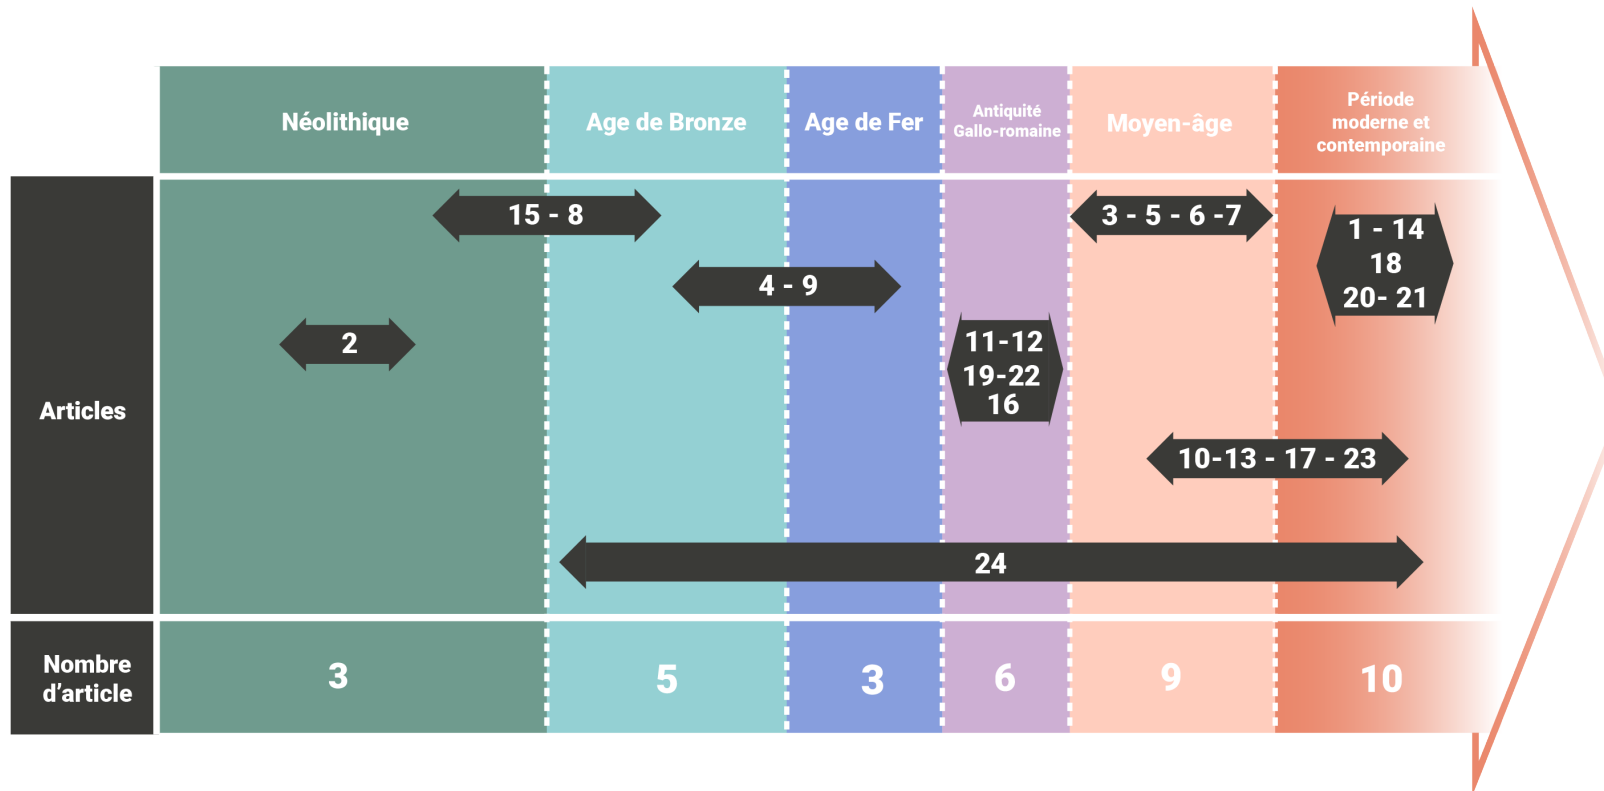 Néolithique
Age de Bronze
Age de Fer
Antiquité
Gallo-romaine
Moyen-âge
Période
moderne et
contemporaine
Articles
15 - 8
3 - 5 - 6 -7
1 - 14
18
20- 21
4 - 9
2
11-12
19-22
16
10-13 - 17 - 23
24
Nombre
d’article
3
5
3
6
9
10